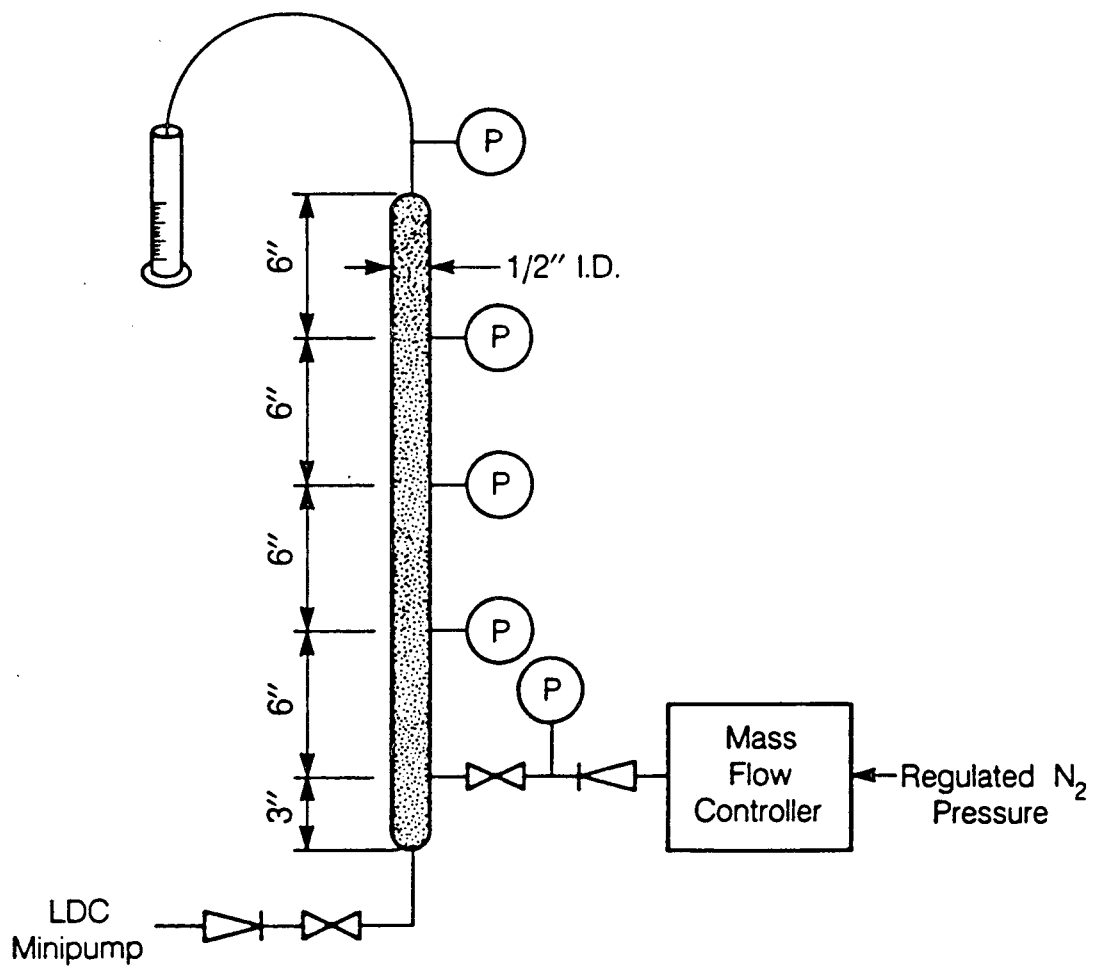 P
6″
1/2″ I.D.
P
6″
P
6″
P
P
6″
Mass
Flow
Controller
Regulated N₂
Pressure
3″
LDC
Minipump